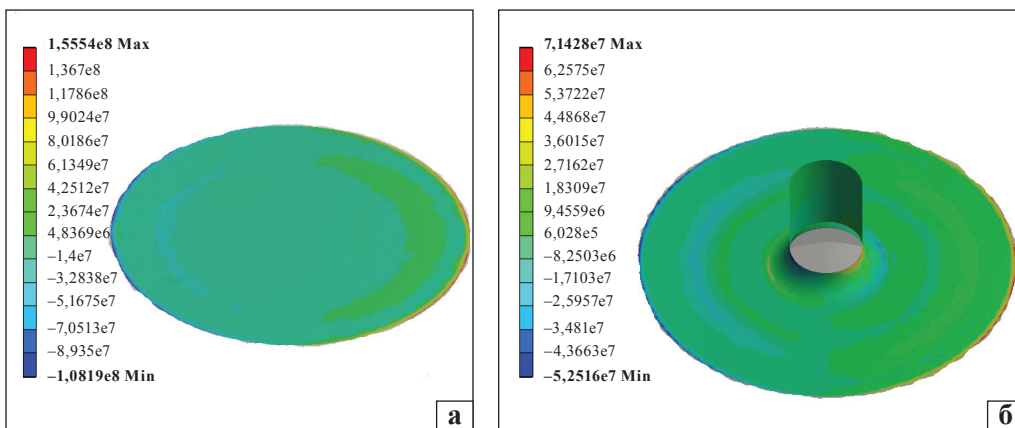 1,5554e8 Max
1,367e8
1,1786e8
9,9024e7
8,0186e7
6,1349e7
4,2512e7
2,3674e7
4,8369e6
–1,4e7
–3,2838e7
–5,1675e7
–7,0513e7
–8,935e7
–1,0819e8 Min
а
7,1428e7 Max
6,2575e7
5,3722e7
4,4868e7
3,6015e7
2,7162e7
1,8309e7
9,4559e6
6,028e5
–8,2503e6
–1,7103e7
–2,5957e7
–3,481e7
–4,3663e7
–5,2516e7 Min
б